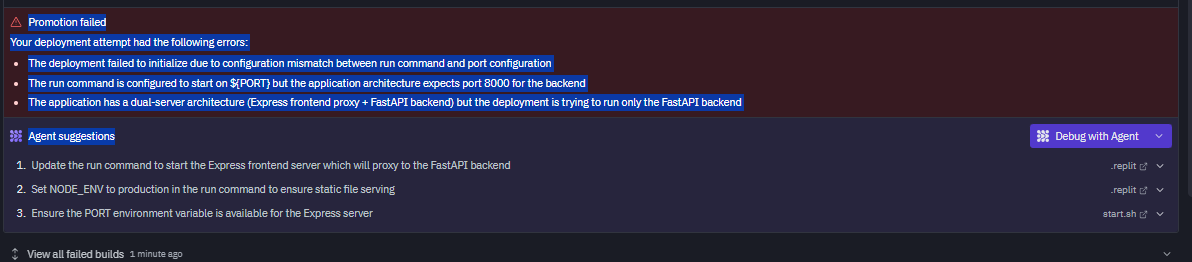 Promotion failed
Your deployment attempt had the following errors:
The deployment failed to initialize due to configuration mismatch between run command and port configuration
The run command is configured to start on ${PORT} but the application architecture expects port 8000 for the backend
The application has a dual-server architecture (Express frontend proxy + FastAPI backend) but the deployment is trying to run only the FastAPI backend
Agent suggestions
Debug with Agent
1. Update the run command to start the Express frontend server which will proxy to the FastAPI backend .replit
2. Set NODE_ENV to production in the run command to ensure static file serving .replit
3. Ensure the PORT environment variable is available for the Express server start.sh
View all failed builds 1 minute ago